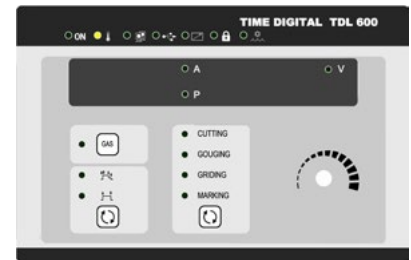 TIME DIGITAL TDL 600
ON
A
V
P
GAS
CUTTING
GOUGING
GRIDING
MARKING